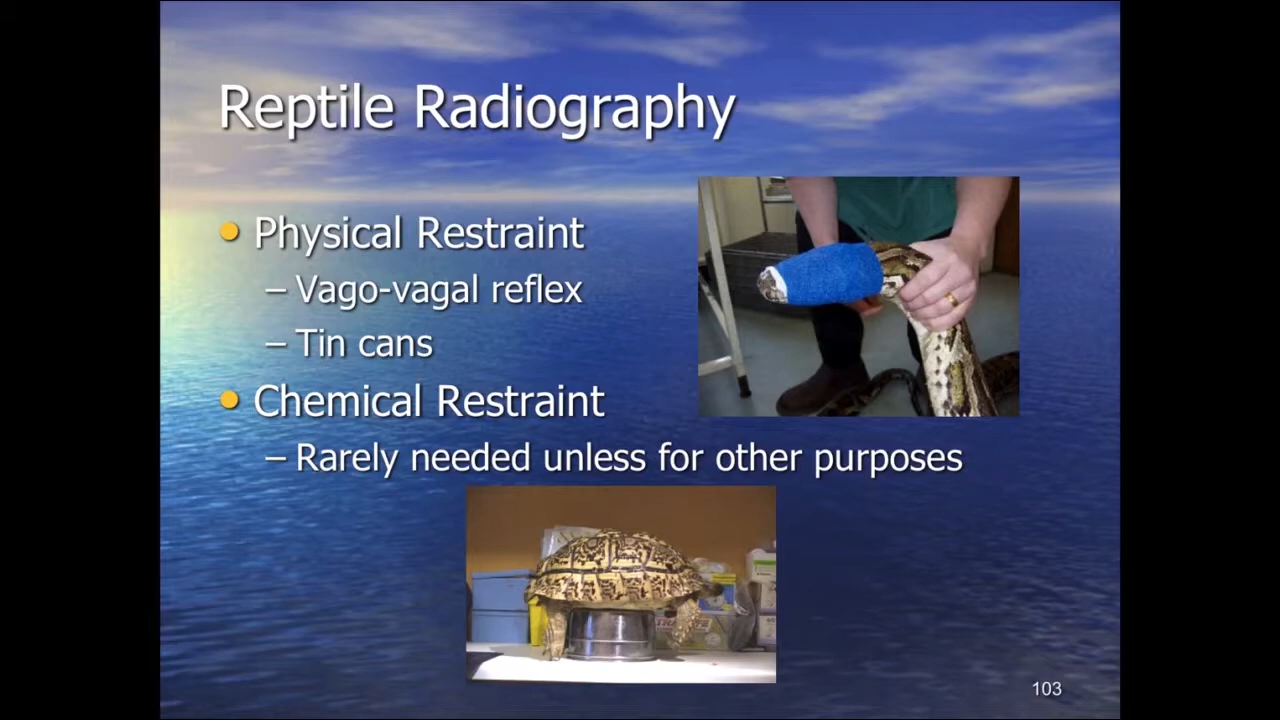 Reptile Radiography
• Physical Restraint
– Vago-vagal reflex
– Tin cans
• Chemical Restraint
– Rarely needed unless for other purposes
103